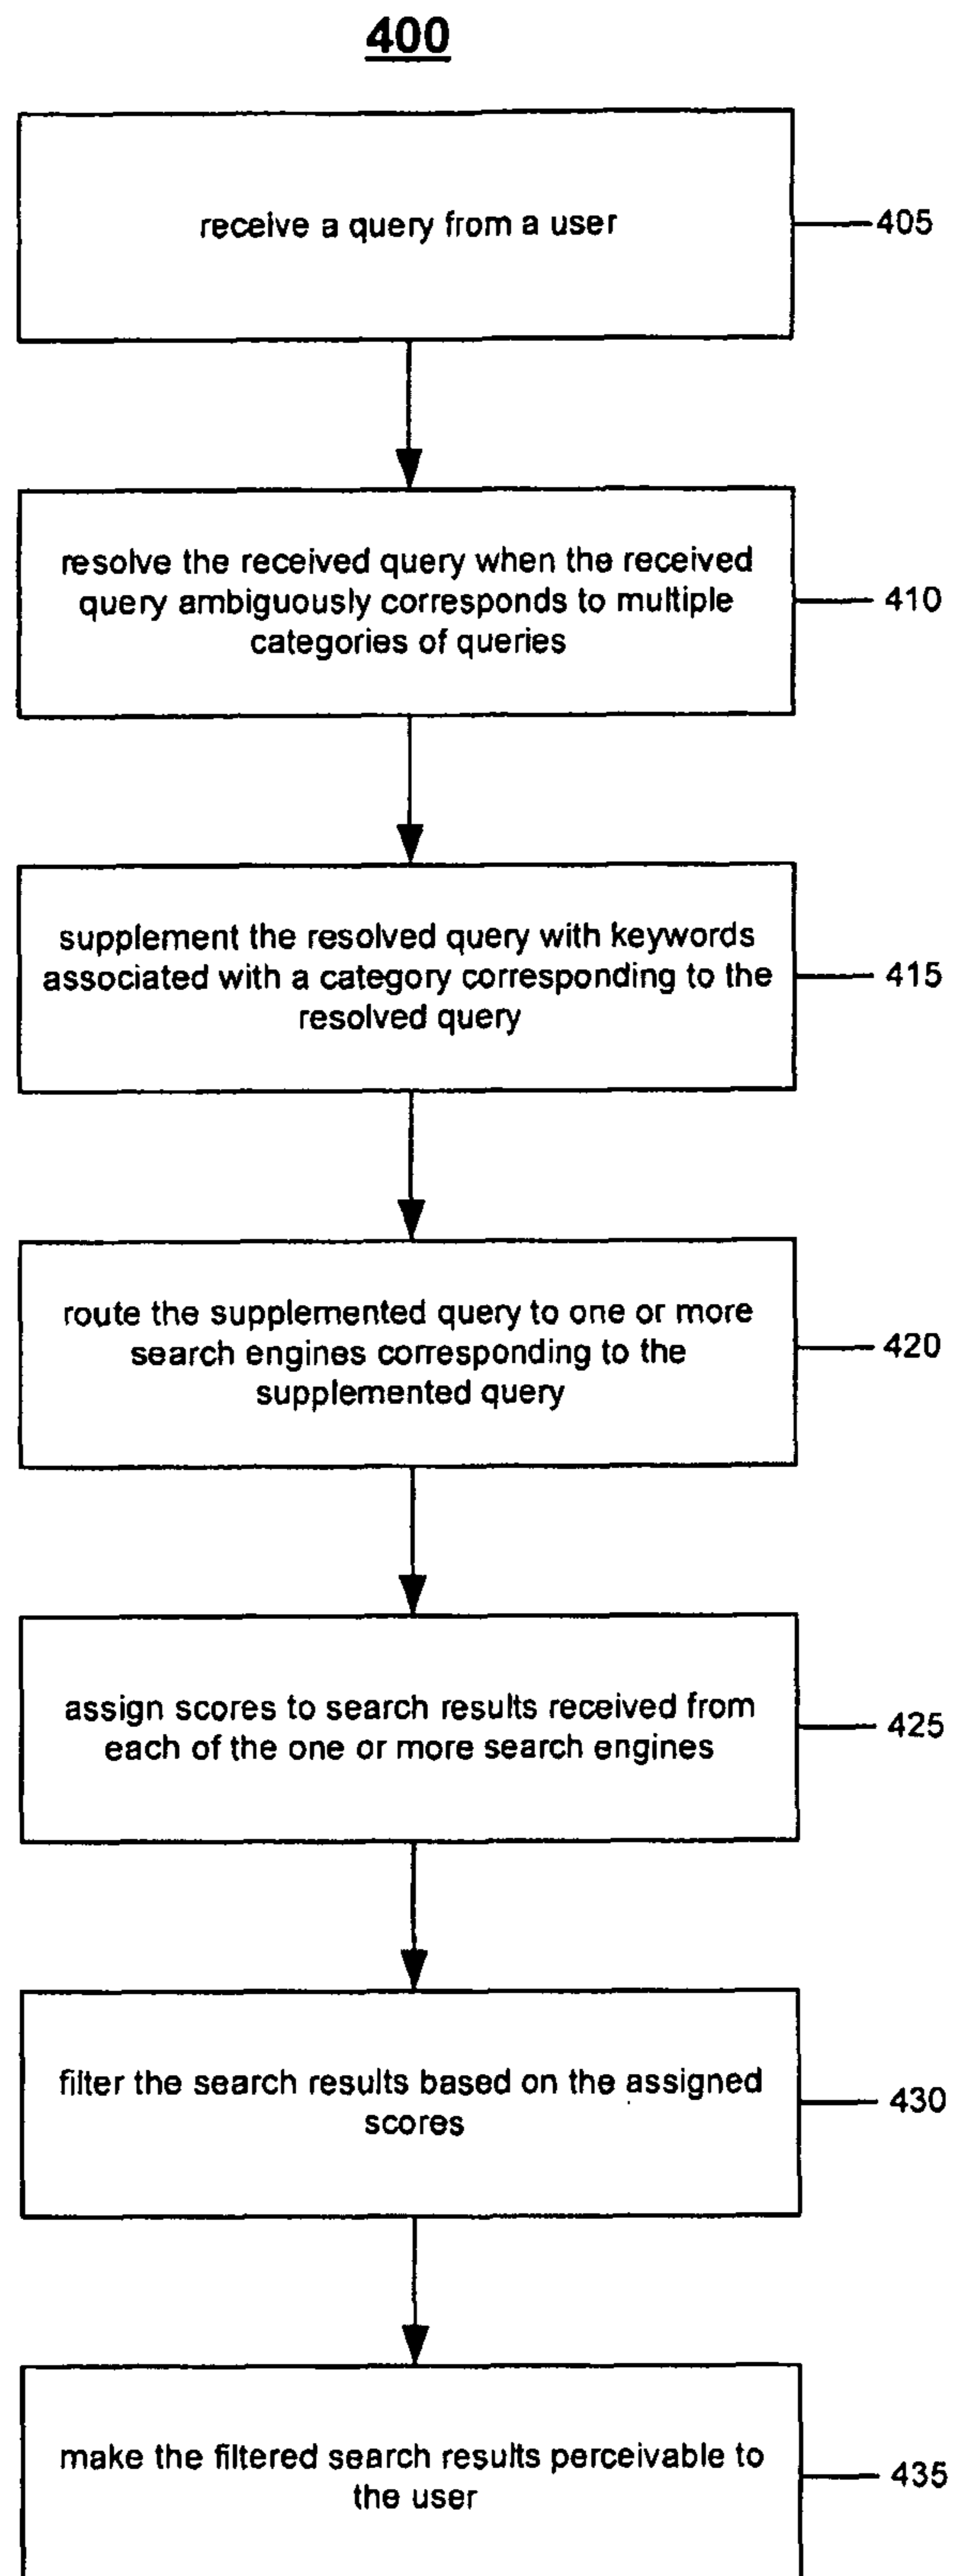 400
receive a query from a user
405
resolve the received query when the received
query ambiguously corresponds to multiple
categories of queries
410
supplement the resolved query with keywords
associated with a category corresponding to the
resolved query
415
route the supplemented query to one or more
search engines corresponding to the
supplemented query
420
assign scores to search results received from
each of the one or more search engines
425
filter the search results based on the assigned
scores
430
make the filtered search results perceivable to
the user
435